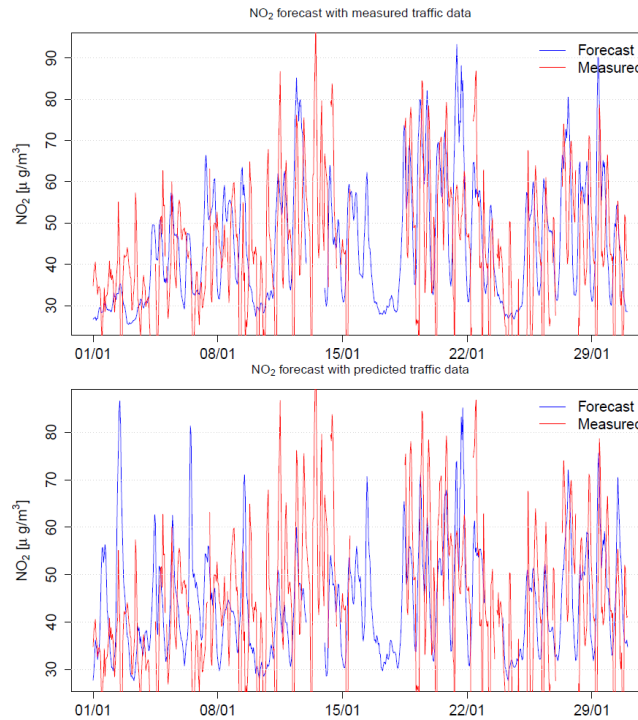 NO2 forecast with measured traffic data
Forecast
Measured
NO2 [µ g/m3]
90
80
70
60
50
40
30
01/01 08/01 15/01 22/01 29/01
NO2 forecast with predicted traffic data
Forecast
Measured
NO2 [µ g/m3]
80
70
60
50
40
30
01/01 08/01 15/01 22/01 29/01